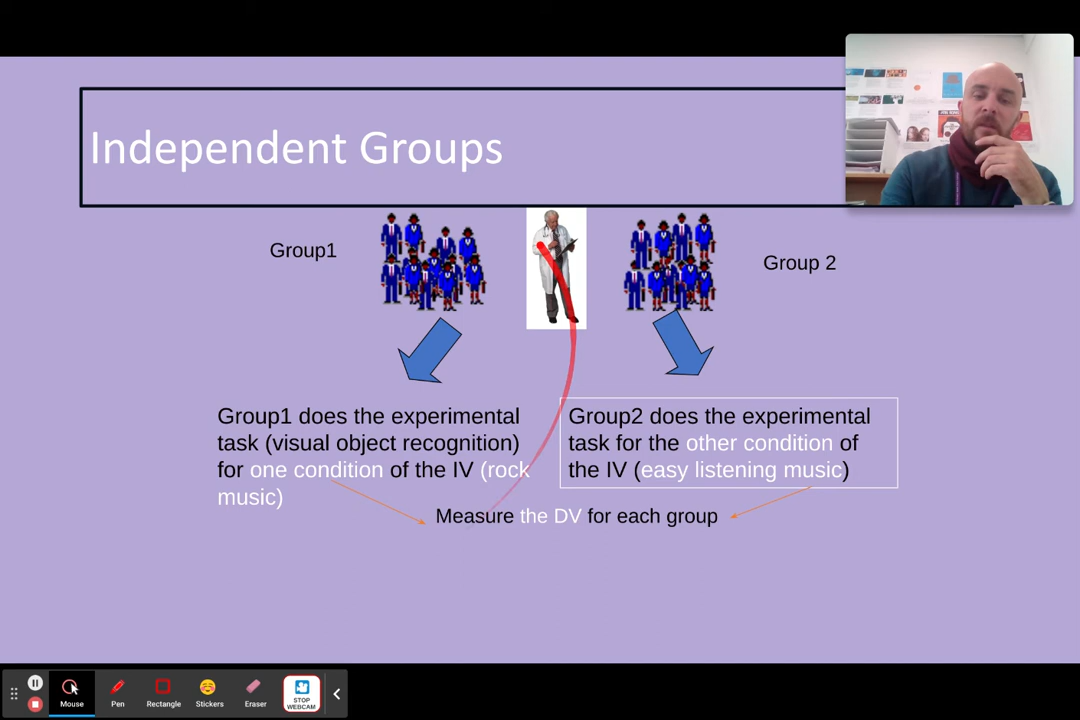 Independent Groups
Group1
Group 2
Group1 does the experimental
task (visual object recognition)
for one condition of the IV (rock
music)
Group2 does the experimental
task for the other condition of
the IV (easy listening music)
Measure the DV for each group
Mouse
Pen
Rectangle
Stickers
Eraser
STOP
WEBCAM